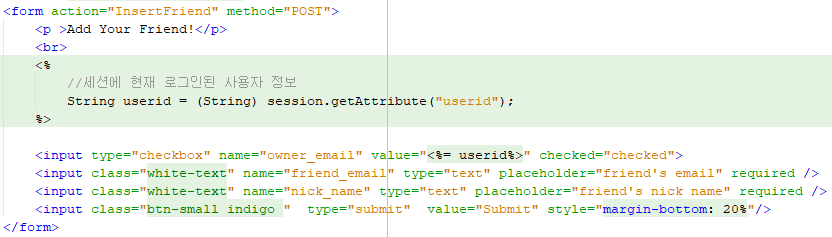 <form action="InsertFriend" method="POST">
<p >Add Your Friend!</p>
<br>
<%
//세션에 현재 로그인된 사용자 정보
String userid = (String) session.getAttribute("userid");
%>
<input type="checkbox" name="owner_email" value="<%= userid%>" checked="checked">
<input class="white-text" name="friend_email" type="text" placeholder="friend's email" required />
<input class="white-text" name="nick_name" type="text" placeholder="friend's nick name" required />
<input class="btn-small indigo "  type="submit"  value="Submit" style="margin-bottom: 20%"/>
</form>